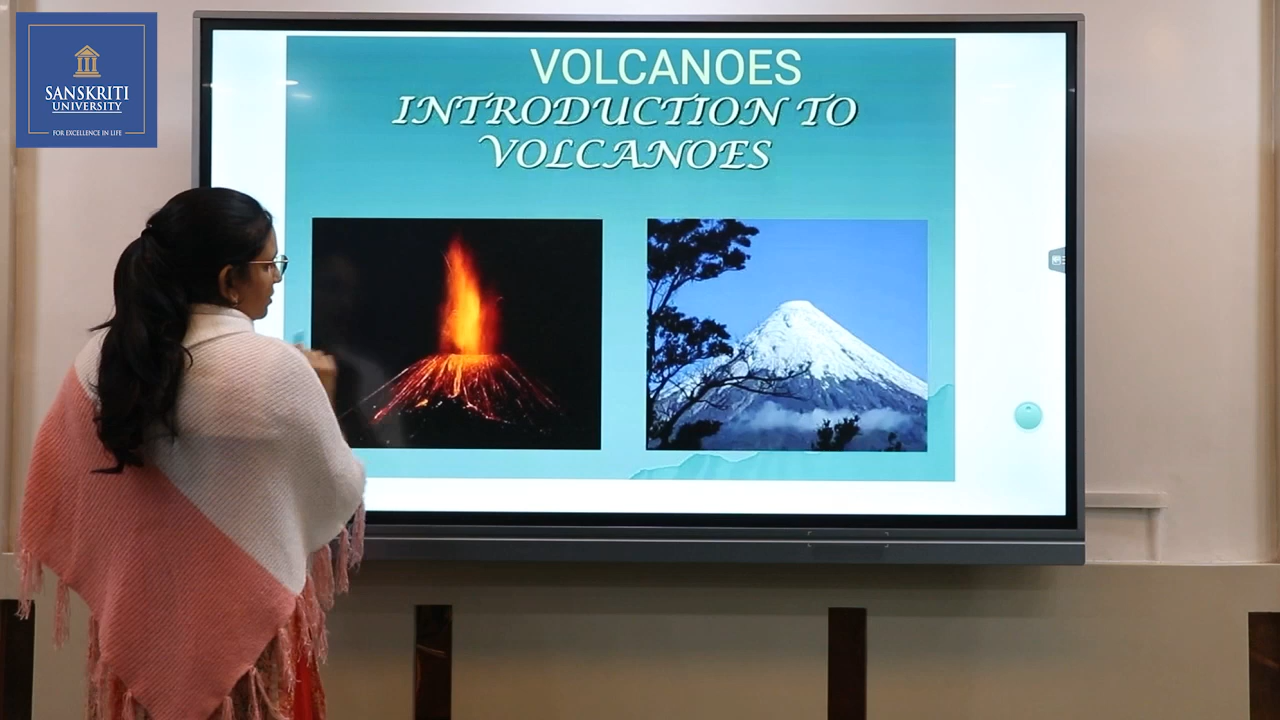 SANSKRITI
UNIVERSITY
FOR EXCELLENCE IN LIFE
VOLCANOES
INTRODUCTION TO
VOLCANOES